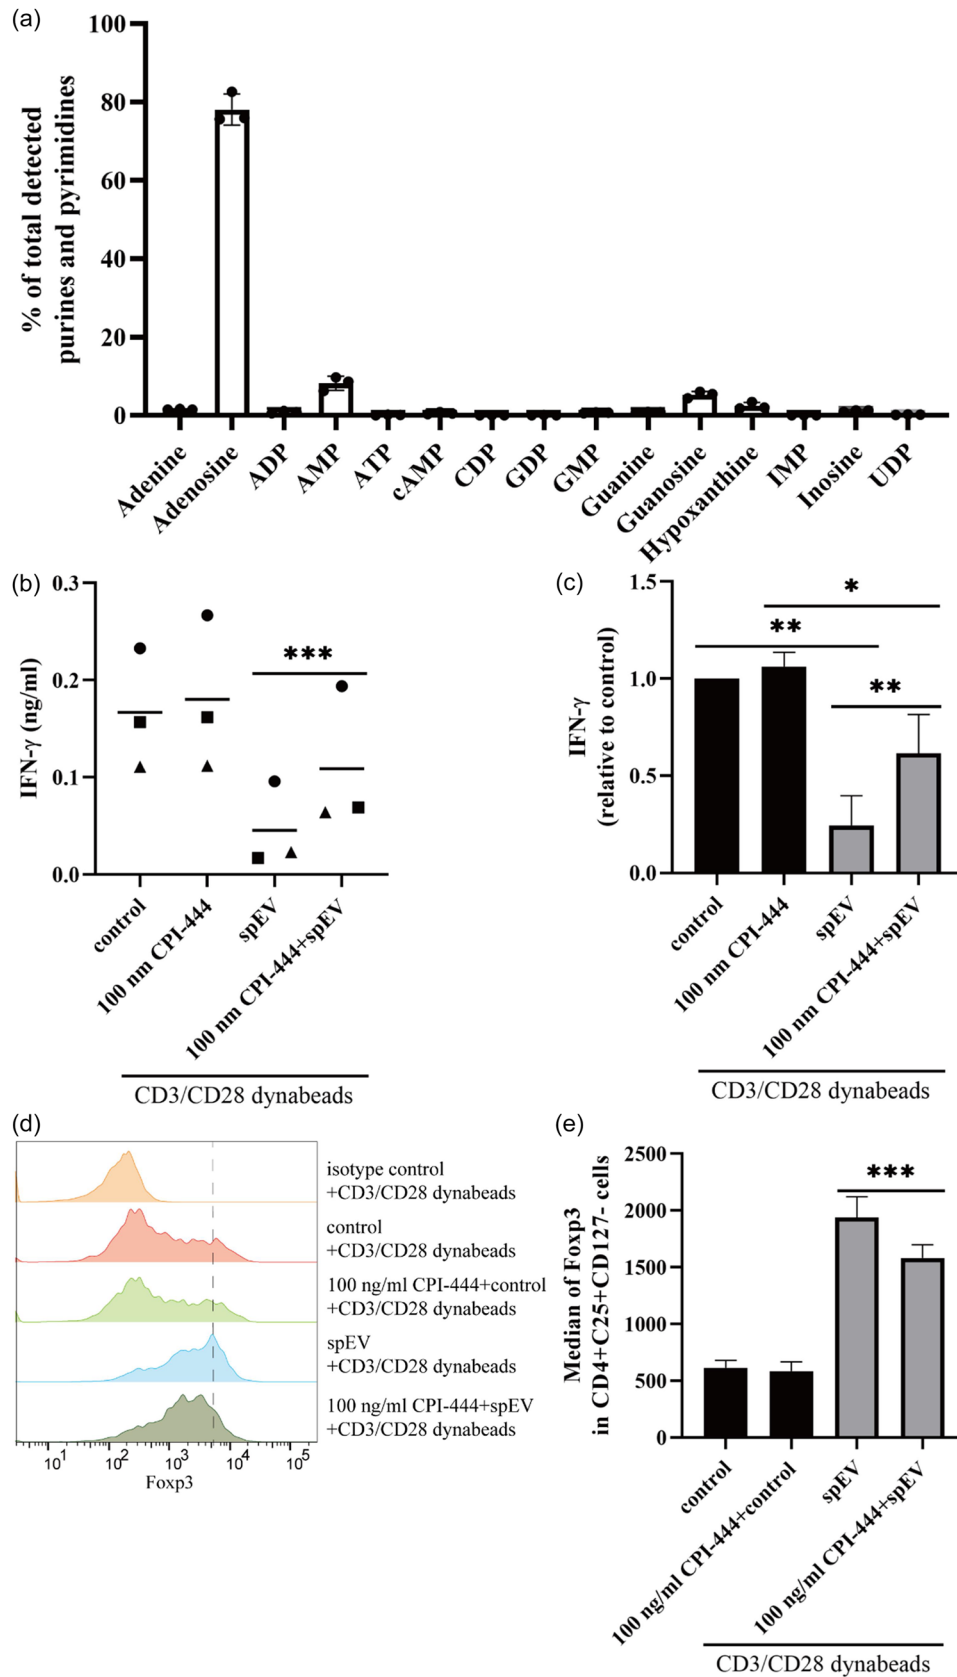 (a)
% of total detected
purines and pyrimidines
100
80
60
40
20
0
Adenine
Adenosine
ADP
AMP
ATP
cAMP
CDP
GDP
GMP
Guanine
Guanosine
Hypoxanthine
IMP
Inosine
UDP
(b)
IFN-γ (ng/ml)
0.3
0.2
0.1
0.0
***
control
100 nm CPI-444
spEV
100 nm CPI-444+spEV
CD3/CD28 dynabeads
(c)
IFN-γ
(relative to control)
1.5
1.0
0.5
0.0
*
**
**
control
100 nm CPI-444
spEV
100 nm CPI-444+spEV
CD3/CD28 dynabeads
(d)
isotype control
+CD3/CD28 dynabeads
control
+CD3/CD28 dynabeads
100 ng/ml CPI-444+control
+CD3/CD28 dynabeads
spEV
+CD3/CD28 dynabeads
100 ng/ml CPI-444+spEV
+CD3/CD28 dynabeads
10¹ 10² 10³ 10⁴ 10⁵
Foxp3
(e)
Median of Foxp3
in CD4+C25+CD127- cells
2500
2000
1500
1000
500
0
***
control
100 ng/ml CPI-444+control
spEV
100 ng/ml CPI-444+spEV
CD3/CD28 dynabeads